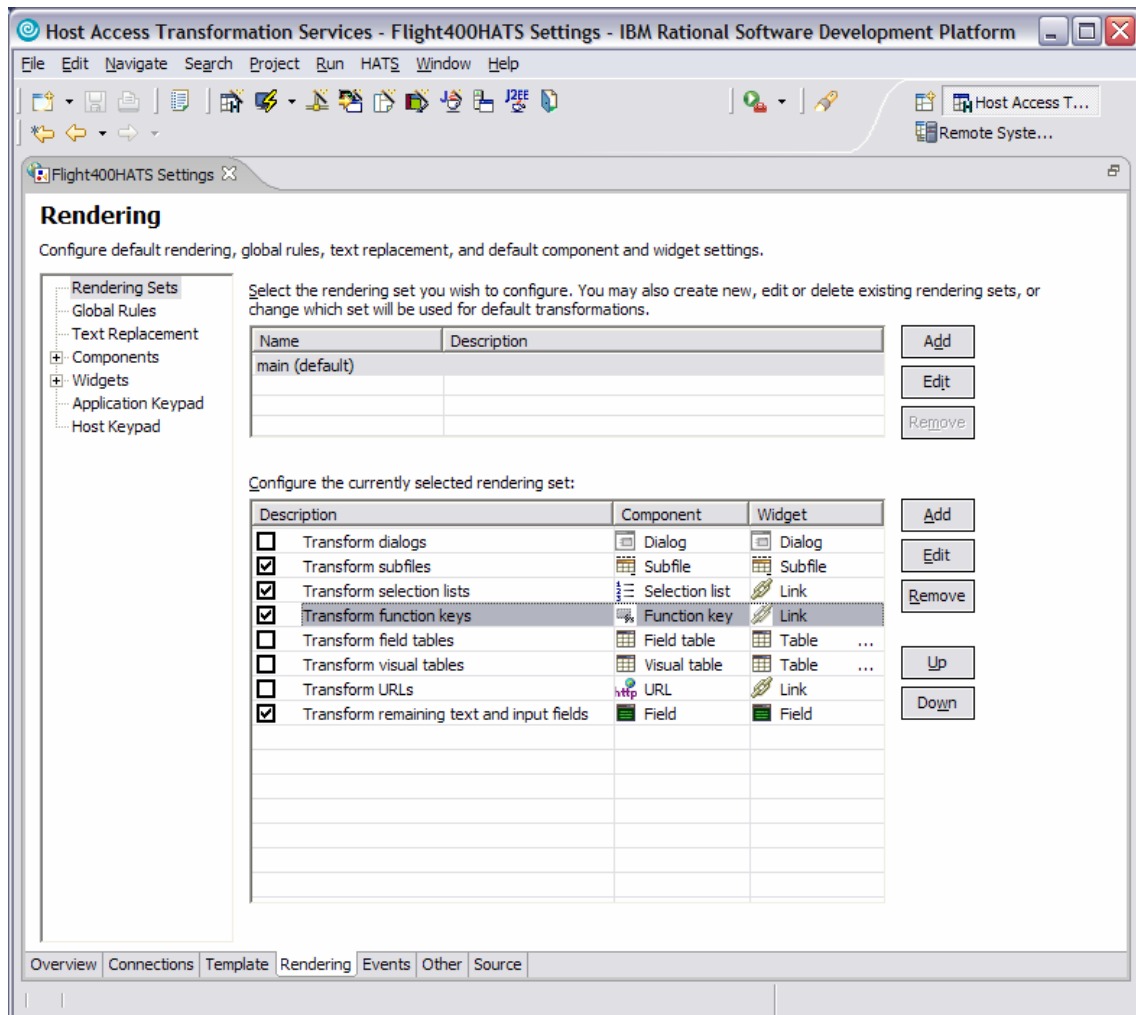 Host Access Transformation Services - Flight400HATS Settings - IBM Rational Software Development Platform
File Edit Navigate Search Project Run HATS Window Help
Host Access T...
Remote Syste...
Flight400HATS Settings
Rendering
Configure default rendering, global rules, text replacement, and default component and widget settings.
Rendering Sets
Global Rules
Text Replacement
Components
Widgets
Application Keypad
Host Keypad
Select the rendering set you wish to configure. You may also create new, edit or delete existing rendering sets, or
change which set will be used for default transformations.
Name Description
main (default)
Add
Edit
Remove
Configure the currently selected rendering set:
Description Component Widget
Transform dialogs Dialog Dialog
Transform subfiles Subfile Subfile
Transform selection lists Selection list Link
Transform function keys Function key Link
Transform field tables Field table Table ...
Transform visual tables Visual table Table ...
Transform URLs http URL Link
Transform remaining text and input fields Field Field
Add
Edit
Remove
Up
Down
Overview Connections Template Rendering Events Other Source